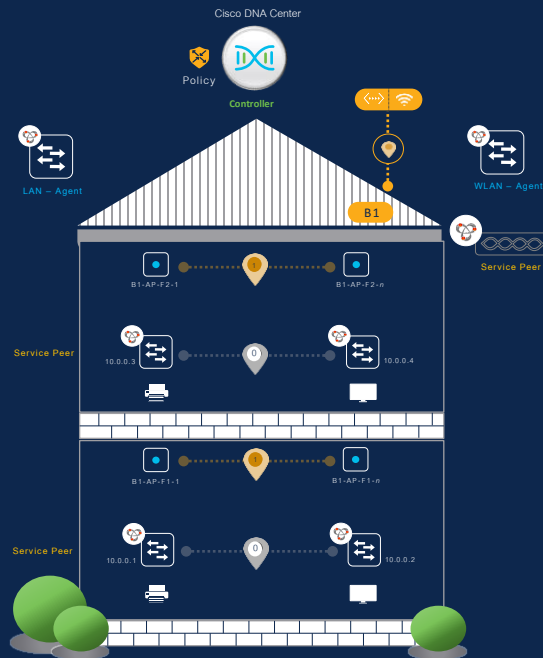 Cisco DNA Center
Policy
Controller
LAN – Agent
WLAN – Agent
B1
Service Peer
1
B1-AP-F2-1
B1-AP-F2-n
Service Peer
10.0.0.3
0
10.0.0.4
1
B1-AP-F1-1
B1-AP-F1-n
Service Peer
10.0.0.1
0
10.0.0.2